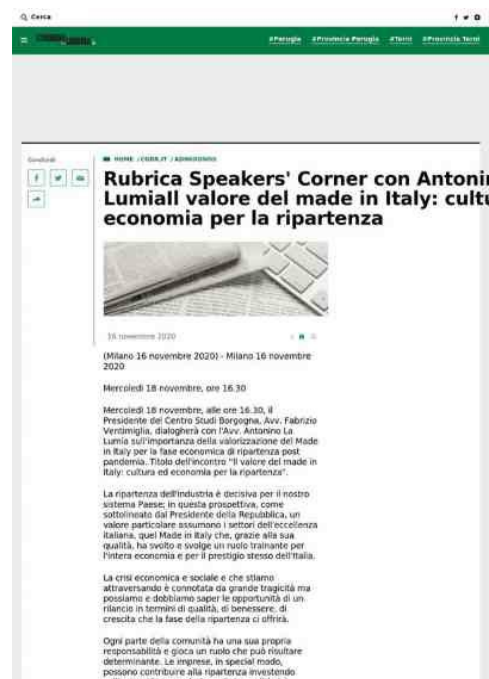 Cerca
#Perugia #Provincia Perugia #Terni #Provincia Terni
Condividi
HOME / CORR.IT / ADNKRONOS
Rubrica Speakers' Corner con Antonin
LumiaIl valore del made in Italy: cultu
economia per la ripartenza
16 novembre 2020
(Milano 16 novembre 2020) - Milano 16 novembre
2020
Mercoledì 18 novembre, ore 16.30
Mercoledì 18 novembre, alle ore 16.30, il
Presidente del Centro Studi Borgogna, Avv. Fabrizio
Ventimiglia, dialogherà con l'Avv. Antonino La
Lumia sull'importanza della valorizzazione del Made
in Italy per la fase economica di ripartenza post
pandemia. Titolo dell'incontro "Il valore del made in
Italy: cultura ed economia per la ripartenza".
La ripartenza dell'industria è decisiva per il nostro
sistema Paese; in questa prospettiva, come
sottolineato dal Presidente della Repubblica, un
valore particolare assumono i settori dell'eccellenza
italiana, quel Made in Italy che, grazie alla sua
qualità, ha svolto e svolge un ruolo trainante per
l'intera economia e per il prestigio stesso dell'Italia.
La crisi economica e sociale e che stiamo
attraversando è connotata da grande tragicità ma
possiamo e dobbiamo saper le opportunità di un
rilancio in termini di qualità, di benessere, di
crescita che la fase della ripartenza ci offrirà.
Ogni parte della comunità ha una sua propria
responsabilità e gioca un ruolo che può risultare
determinante. Le imprese, in special modo,
possono contribuire alla ripartenza investendo